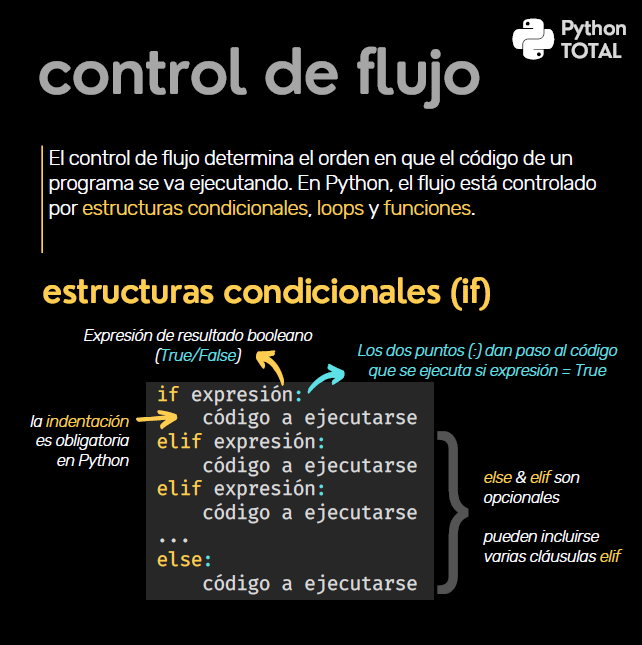 Python
TOTAL
control de flujo
El control de flujo determina el orden en que el código de un
programa se va ejecutando. En Python, el flujo está controlado
por estructuras condicionales, loops y funciones.
estructuras condicionales (if)
Expresión de resultado booleano
(True/False)
Los dos puntos (:) dan paso al código
que se ejecuta si expresión = True
la indentación
es obligatoria
en Python
if expresión:
    código a ejecutarse
elif expresión:
    código a ejecutarse
elif expresión:
    código a ejecutarse
...
else:
    código a ejecutarse
else & elif son
opcionales
pueden incluirse
varias cláusulas elif